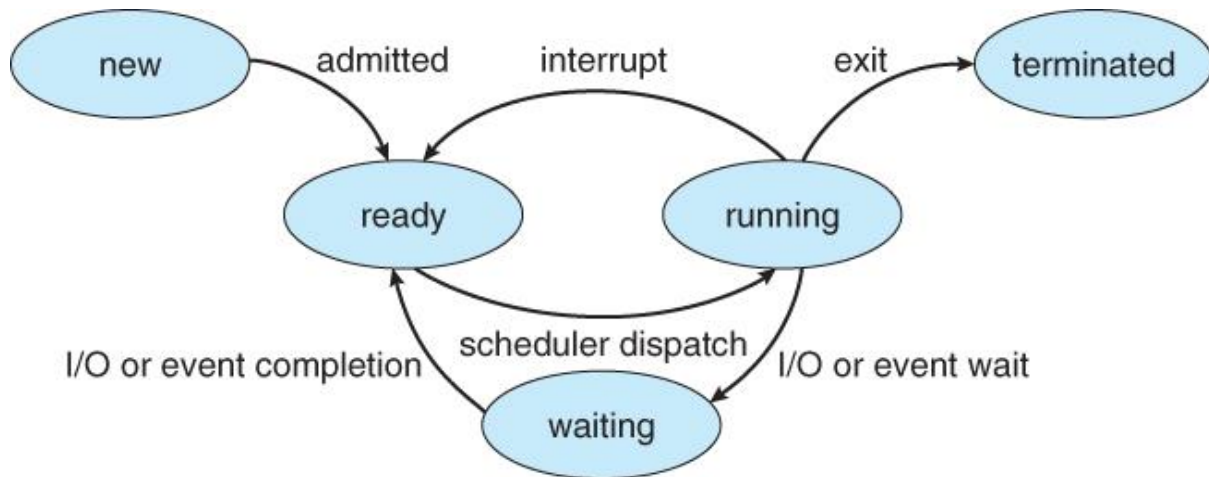 new
admitted
interrupt
exit
terminated
ready
running
scheduler dispatch
I/O or event completion
I/O or event wait
waiting